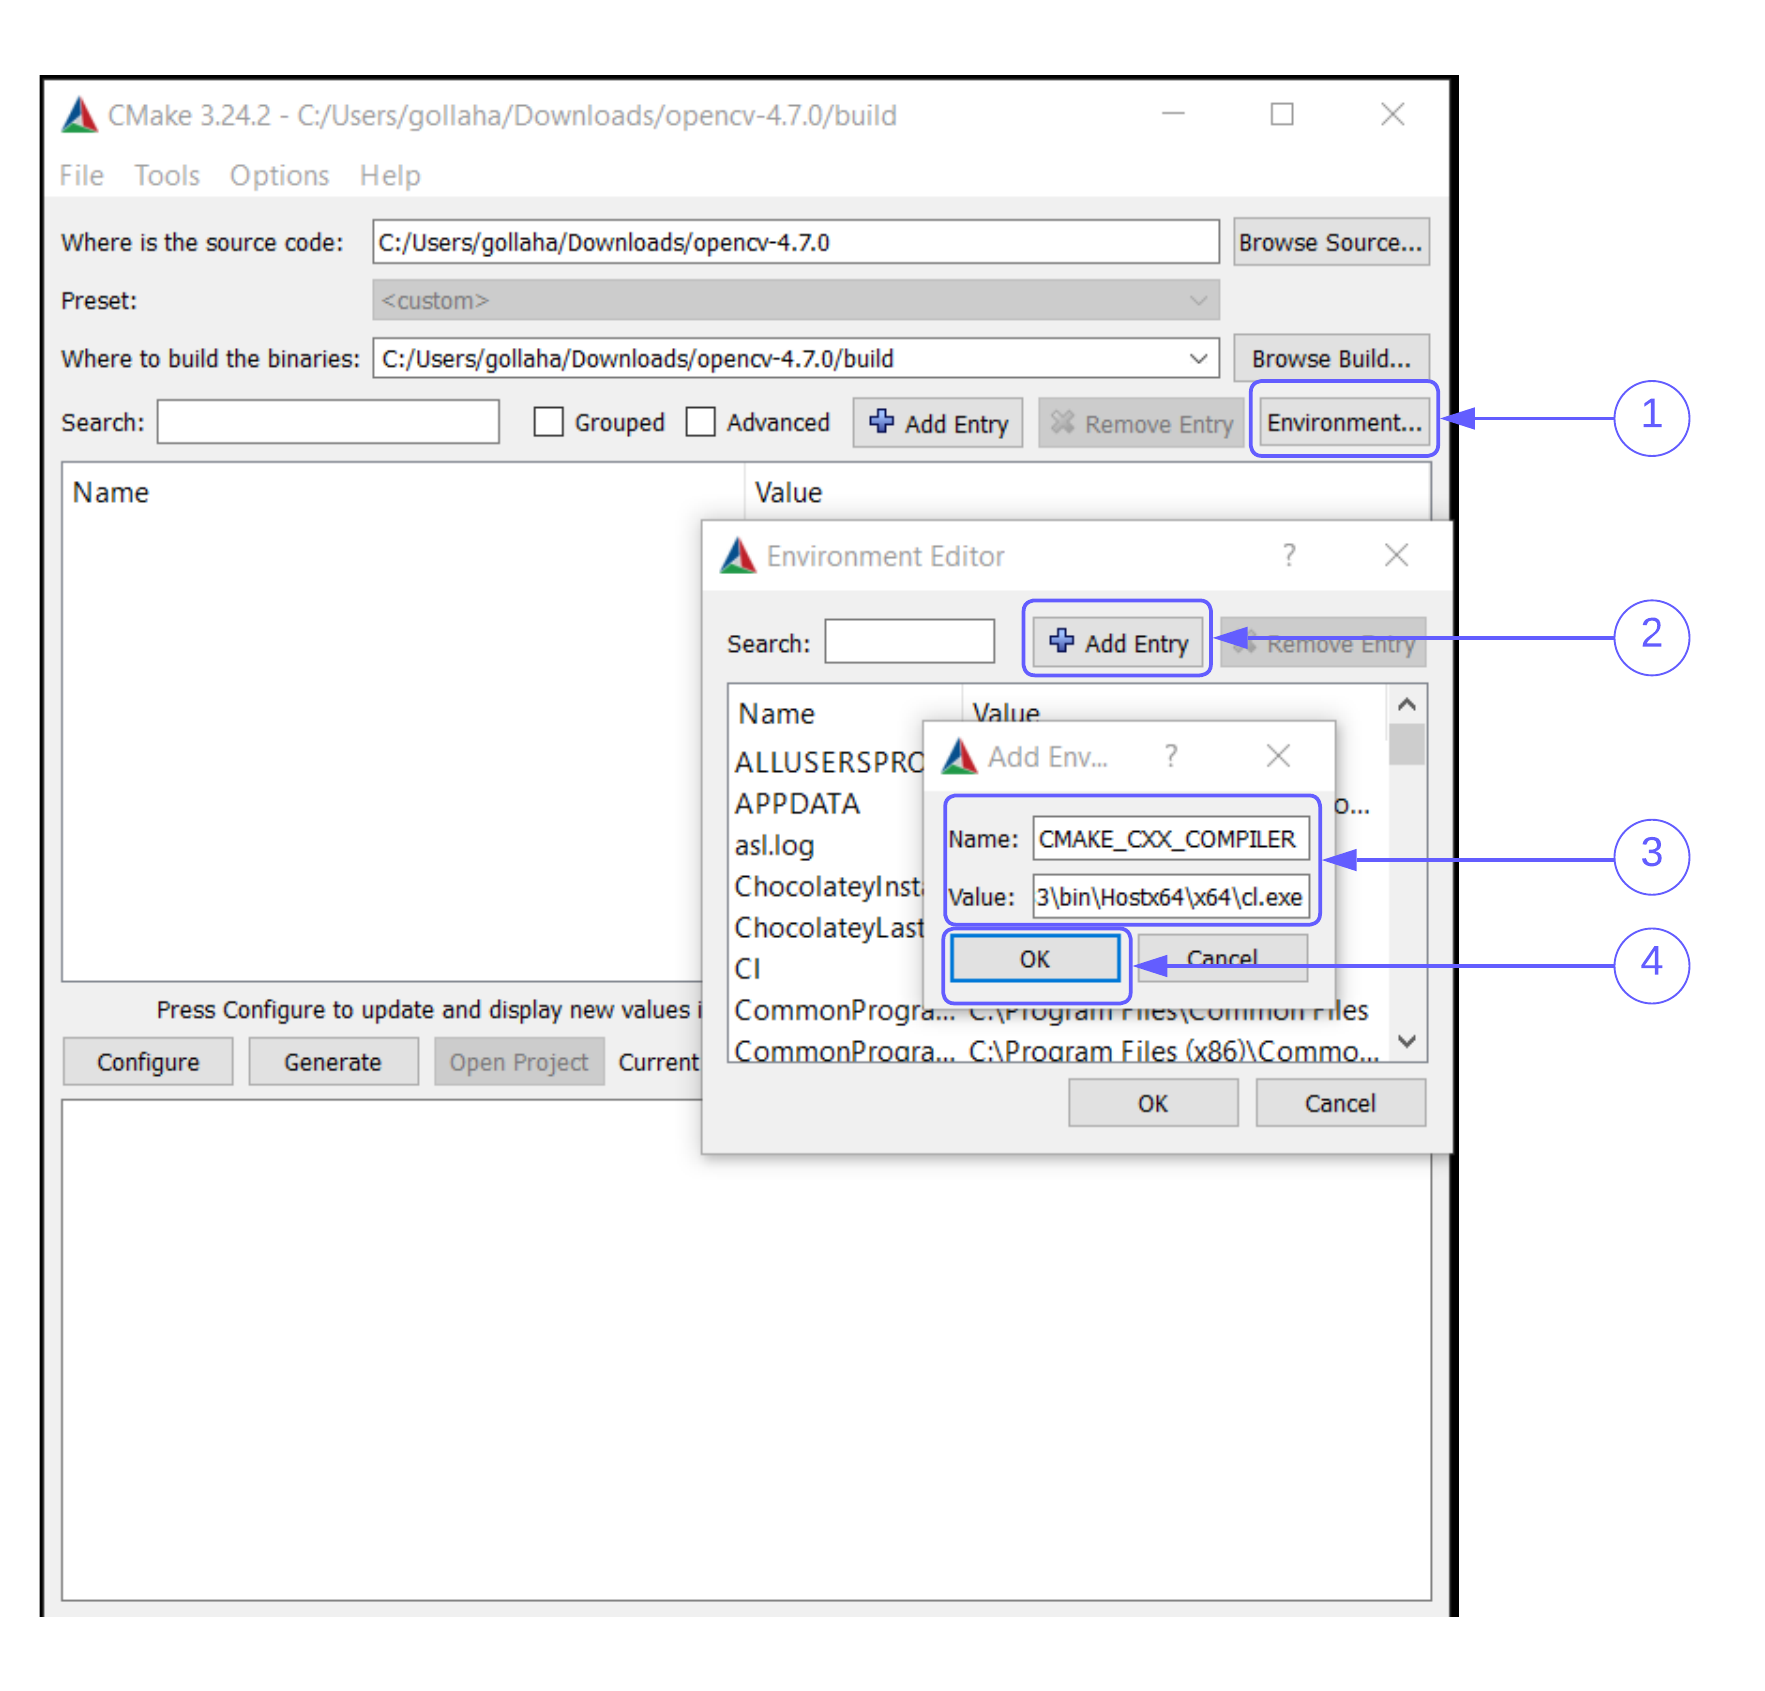 CMake 3.24.2 - C:/Users/gollaha/Downloads/opencv-4.7.0/build
File Tools Options Help
Where is the source code: C:/Users/gollaha/Downloads/opencv-4.7.0 Browse Source...
Preset: <custom>
Where to build the binaries: C:/Users/gollaha/Downloads/opencv-4.7.0/build Browse Build...
Search: Grouped Advanced Add Entry Remove Entry Environment... 1
Name Value
Environment Editor ?
Search: Add Entry Remove Entry 2
Name Value
ALLUSERSPRO
Add Env... ?
APPDATA o...
Name: CMAKE_CXX_COMPILER 3
asl.log
ChocolateyInst
Value: 3\bin\Hostx64\x64\cl.exe
ChocolateyLast
CI
OK Cancel 4
CommonProgra... C:\Program Files\Common Files
CommonProgra... C:\Program Files (x86)\Commo...
Press Configure to update and display new values i
Configure Generate Open Project Current
OK Cancel